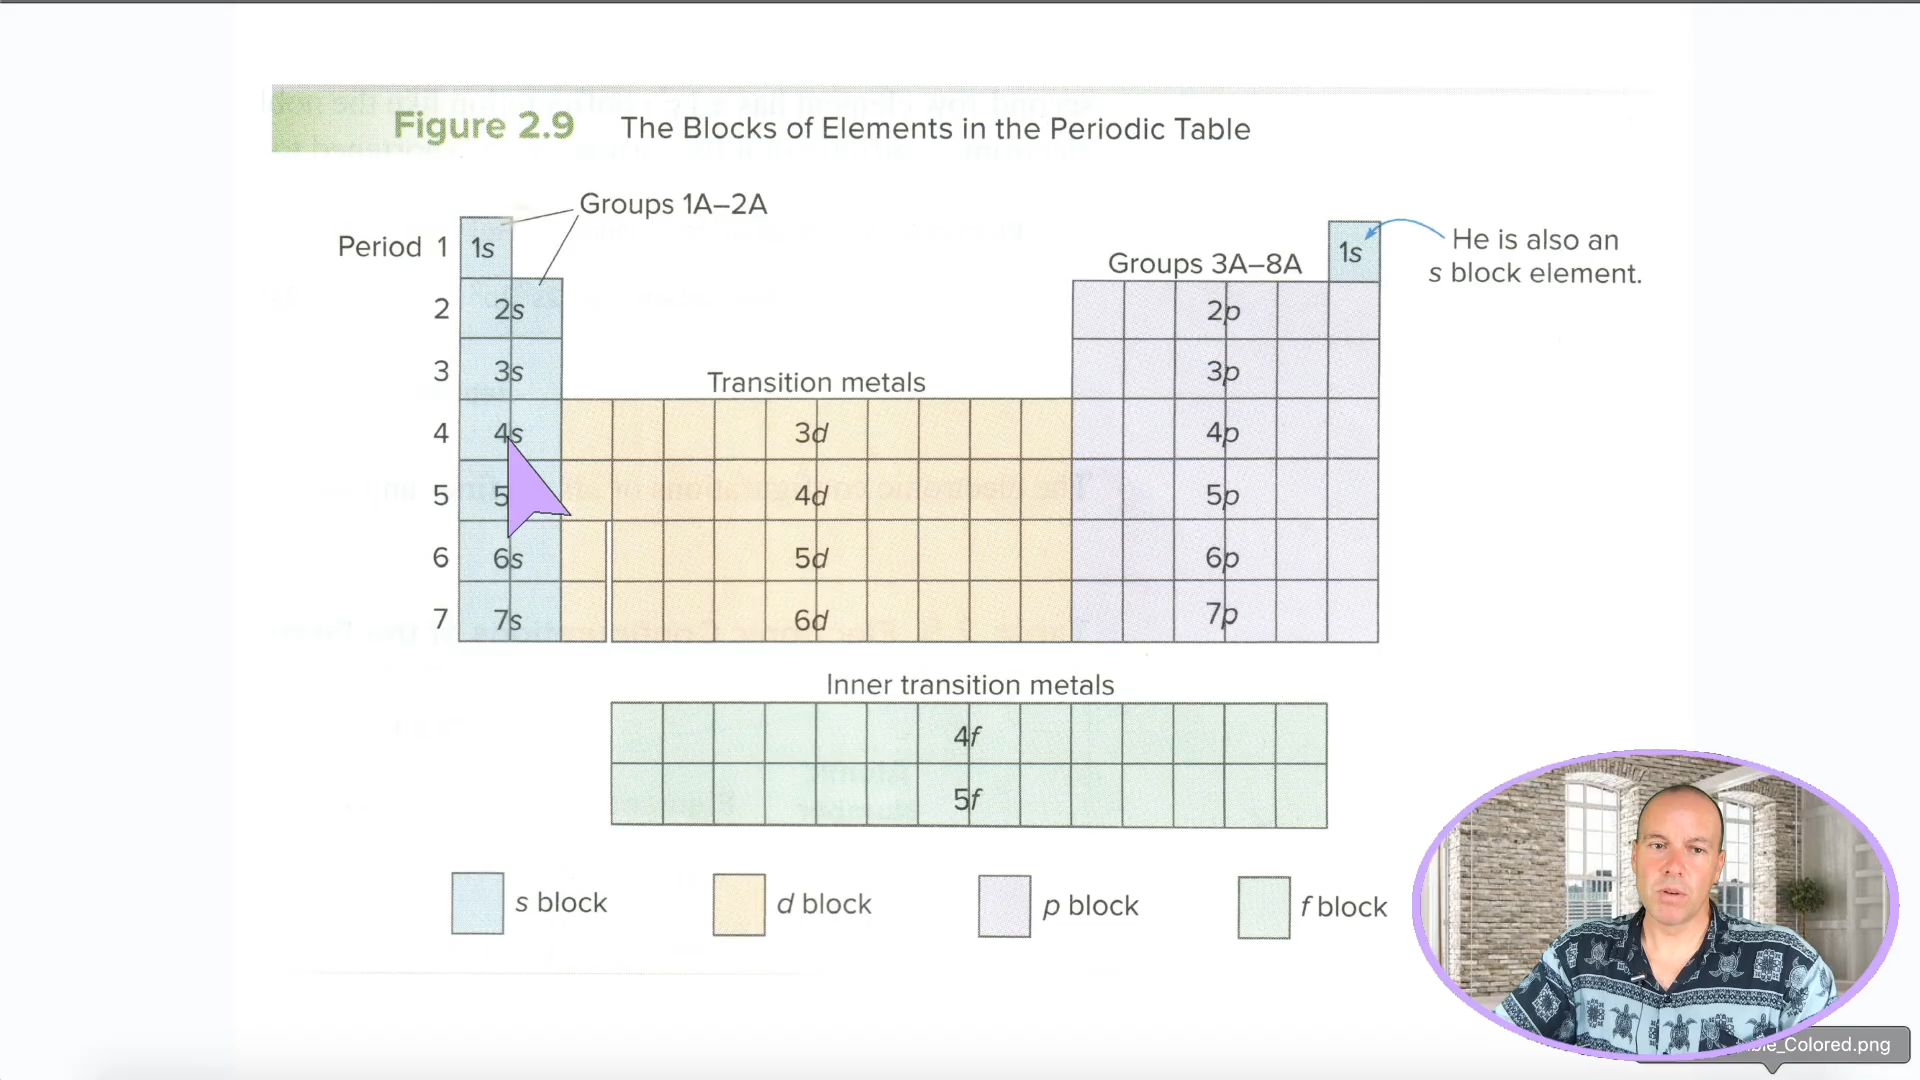 Figure 2.9 The Blocks of Elements in the Periodic Table
Groups 1A–2A
Period 1 1s
Groups 3A–8A
1s
He is also an
s block element.
2 2s 2p
3 3s 3p
Transition metals
4 4s 3d 4p
5 5 4d 5p
6 6s 5d 6p
7 7s 6d 7p
Inner transition metals
4f
5f
s block d block p block f block
_Colored.png